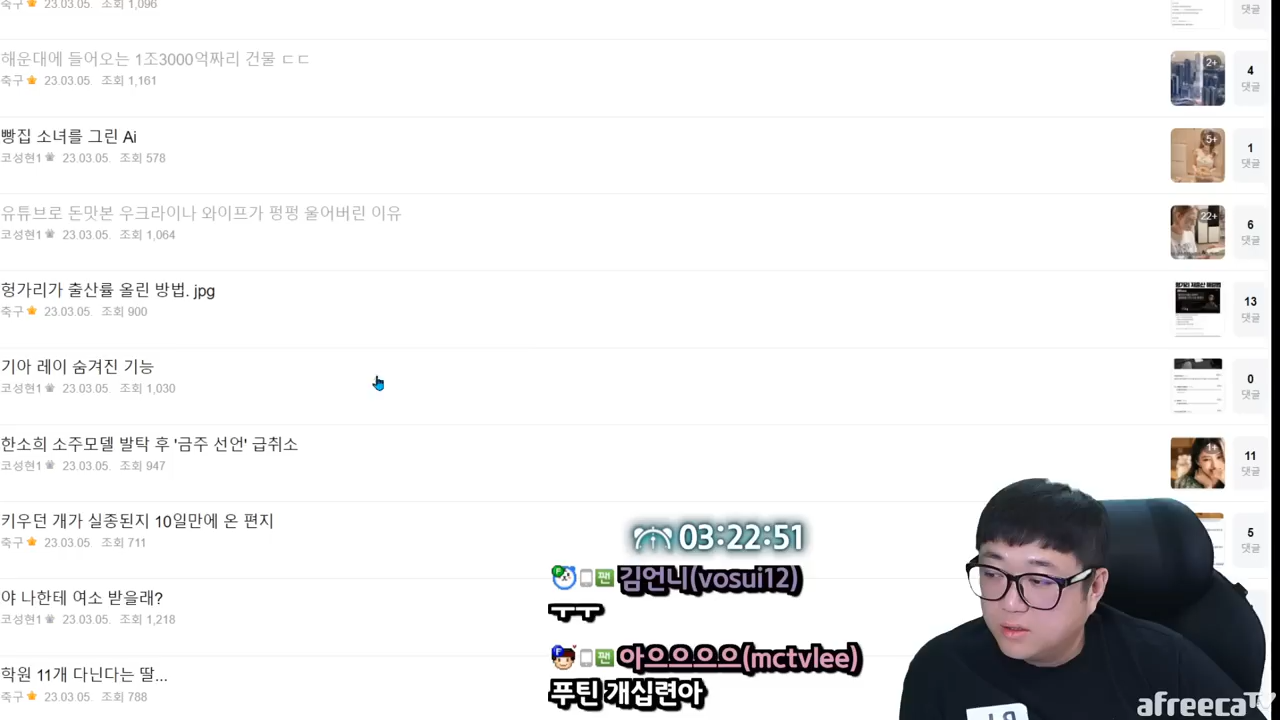 축구 23.03.05. 조회 1,096
댓글
해운대에 들어오는 1조3000억짜리 건물 ㄷㄷ
축구 23.03.05. 조회 1,161
2+
4
댓글
빵집 소녀를 그린 Ai
코성현1 23.03.05. 조회 578
5+
1
댓글
유튜브로 돈맛본 우크라이나 와이프가 펑펑 울어버린 이유
코성현1 23.03.05. 조회 1,064
22+
6
댓글
헝가리가 출산률 올린 방법. jpg
축구 23.03.05. 조회 808
13
댓글
기아 레이 숨겨진 기능
코성현1 23.03.05. 조회 1,030
0
댓글
한소희 소주모델 발탁 후 '금주 선언' 급취소
코성현1 23.03.05. 조회 947
1+
11
댓글
키우던 개가 실종된지 10일만에 온 편지
축구 23.03.05. 조회 711
5
댓글
03:22:51
F 짼 김언니(vosui12)
ㅜㅜ
야 나한테 여소 받을래?
코성현1 23.03.05. 조회 1,218
F 짼 아으으으으(mctvlee)
푸틴 개십련아
학원 11개 다닌다는 딸...
축구 23.03.05. 조회 788
afreecaTV